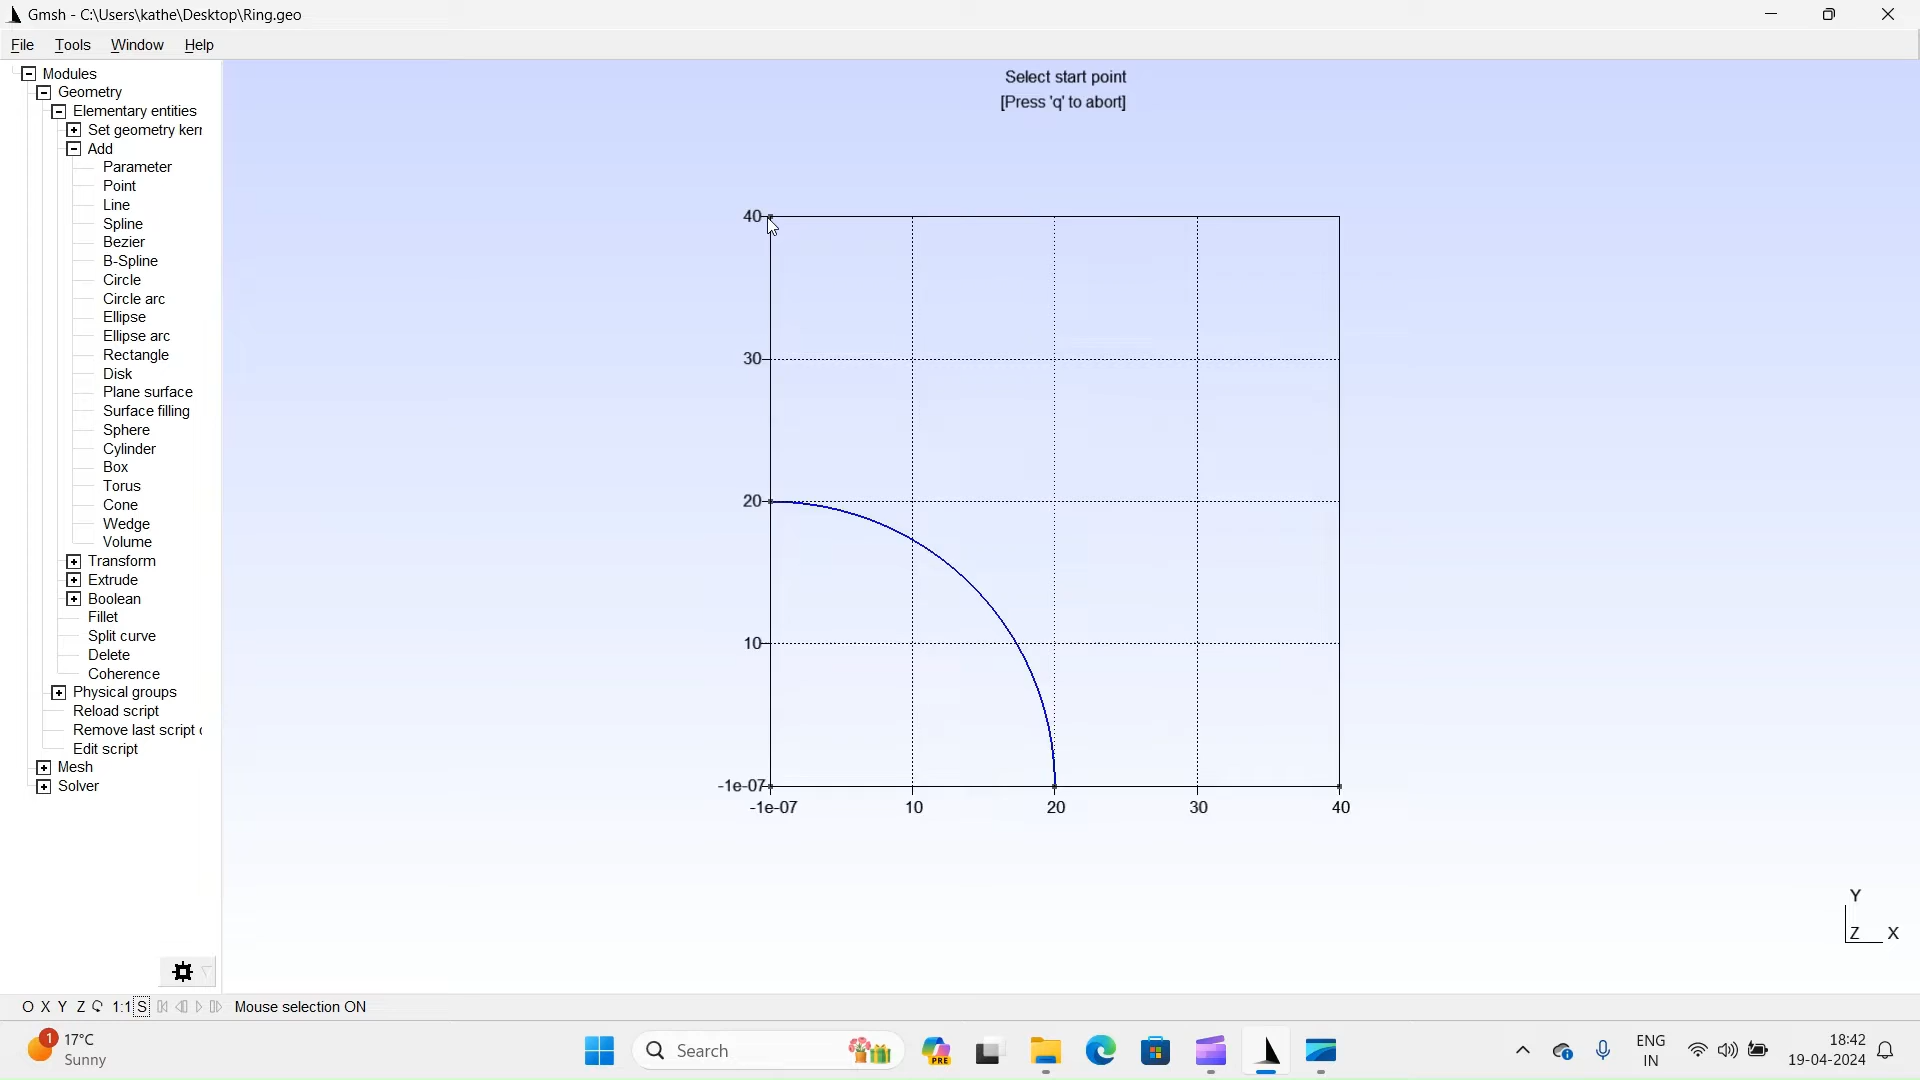 Gmsh - C:\Users\kathe\Desktop\Ring.geo
File Tools Window Help
Modules
Geometry
Elementary entities
Set geometry kerr
Add
Parameter
Point
Line
Spline
Bezier
B-Spline
Circle
Circle arc
Ellipse
Ellipse arc
Rectangle
Disk
Plane surface
Surface filling
Sphere
Cylinder
Box
Torus
Cone
Wedge
Volume
Transform
Extrude
Boolean
Fillet
Split curve
Delete
Coherence
Physical groups
Reload script
Remove last script c
Edit script
Mesh
Solver
Select start point
[Press 'q' to abort]
40
30
20
10
-1e-07
-1e-07 10 20 30 40
Y
Z X
O X Y Z 1:1 S Mouse selection ON
1 17°C
Sunny
Search
PRE
ENG
IN
18:42
19-04-2024